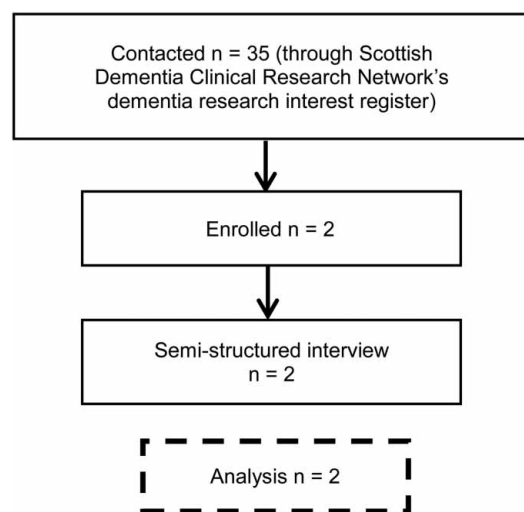 Contacted n = 35 (through Scottish
Dementia Clinical Research Network’s
dementia research interest register)
Enrolled n = 2
Semi-structured interview
n = 2
Analysis n = 2